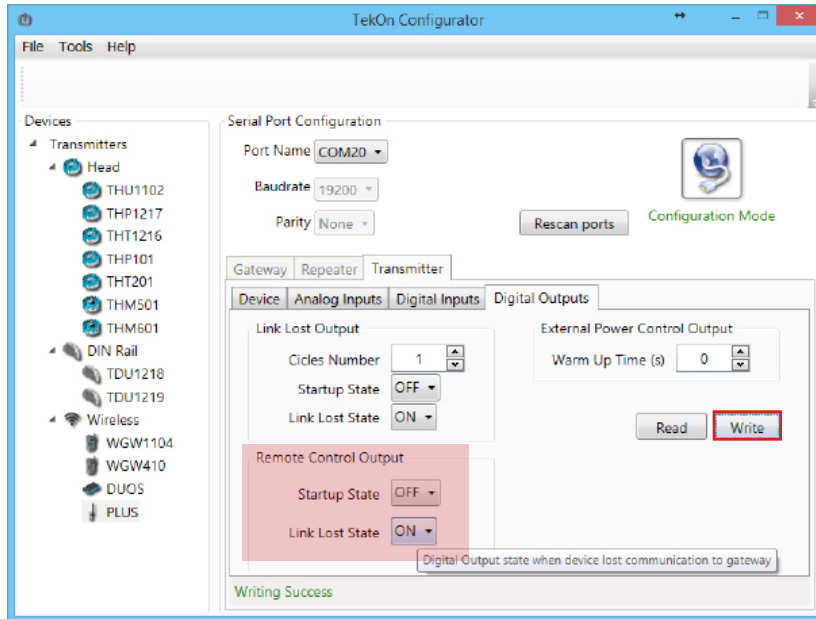 TekOn Configurator
File Tools Help
Devices
Transmitters
Head
THU1102
THP1217
THT1216
THP101
THT201
THM501
THM601
DIN Rail
TDU1218
TDU1219
Wireless
WGW1104
WGW410
DUOS
PLUS
Serial Port Configuration
Port Name COM20
Baudrate 19200
Parity None
Rescan ports
Configuration Mode
Gateway Repeater Transmitter
Device Analog Inputs Digital Inputs Digital Outputs
Link Lost Output
Cicles Number 1
Startup State OFF
Link Lost State ON
External Power Control Output
Warm Up Time (s) 0
Read Write
Remote Control Output
Startup State OFF
Link Lost State ON
Digital Output state when device lost communication to gateway
Writing Success